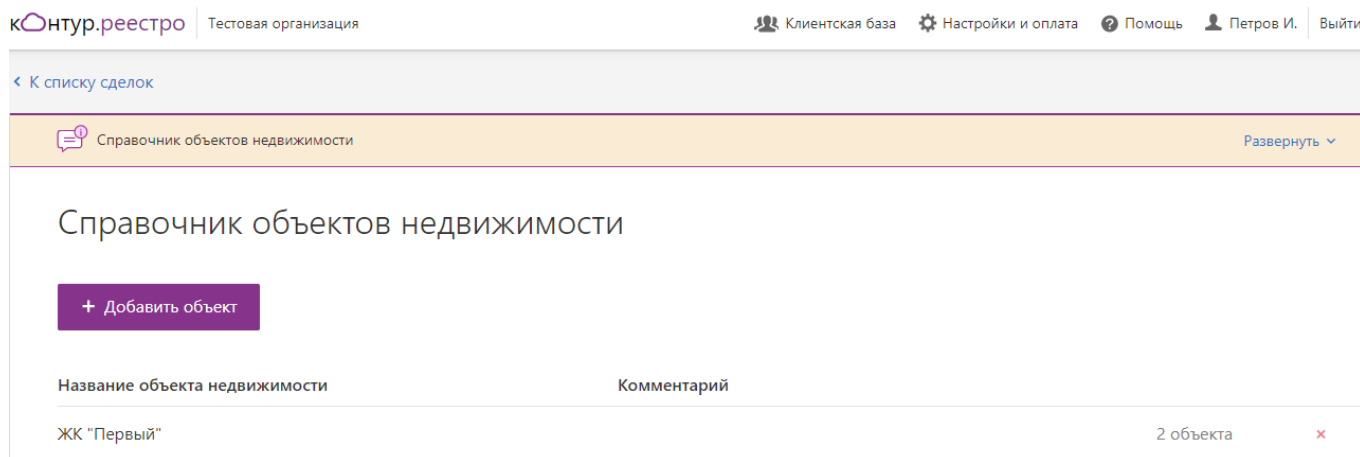 контур.реестро Тестовая организация Клиентская база Настройки и оплата Помощь Петров И. Выйти
К списку сделок
Справочник объектов недвижимости Развернуть
Справочник объектов недвижимости
+ Добавить объект
Название объекта недвижимости Комментарий
ЖК "Первый" 2 объекта ×